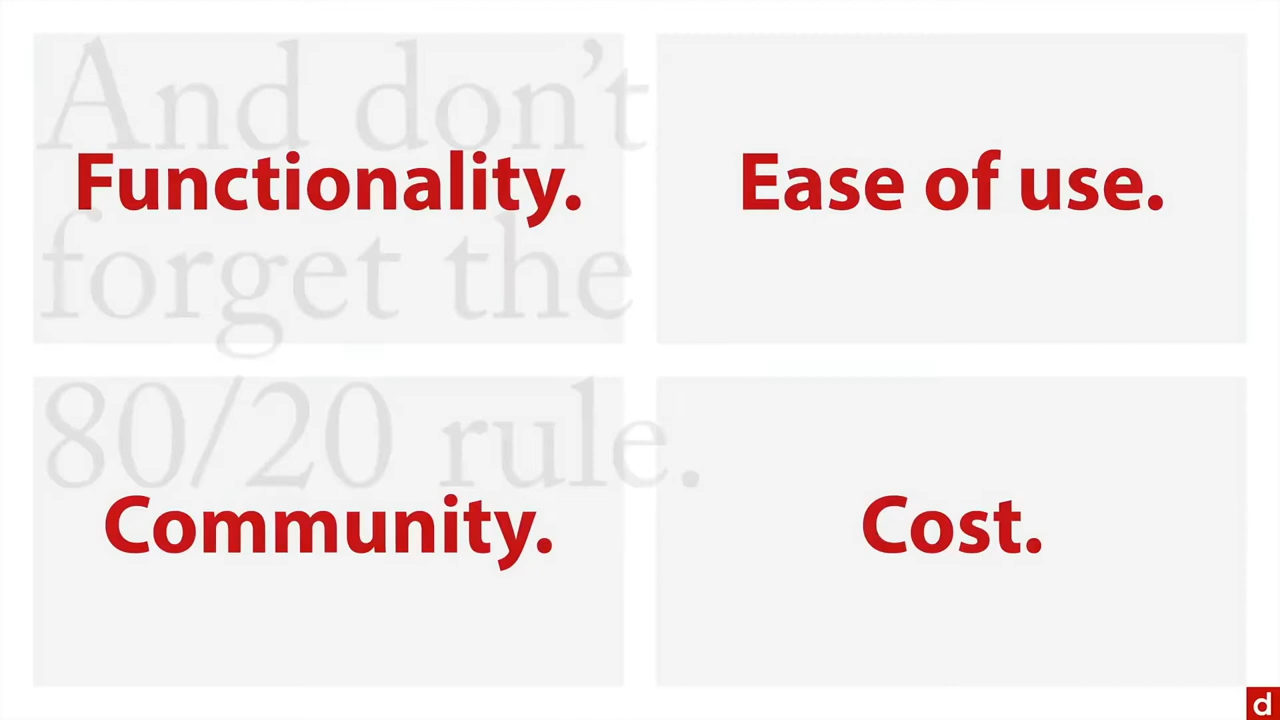 And don't
Functionality.
Ease of use.
forget the
80/20 rule.
Community.
Cost.
d